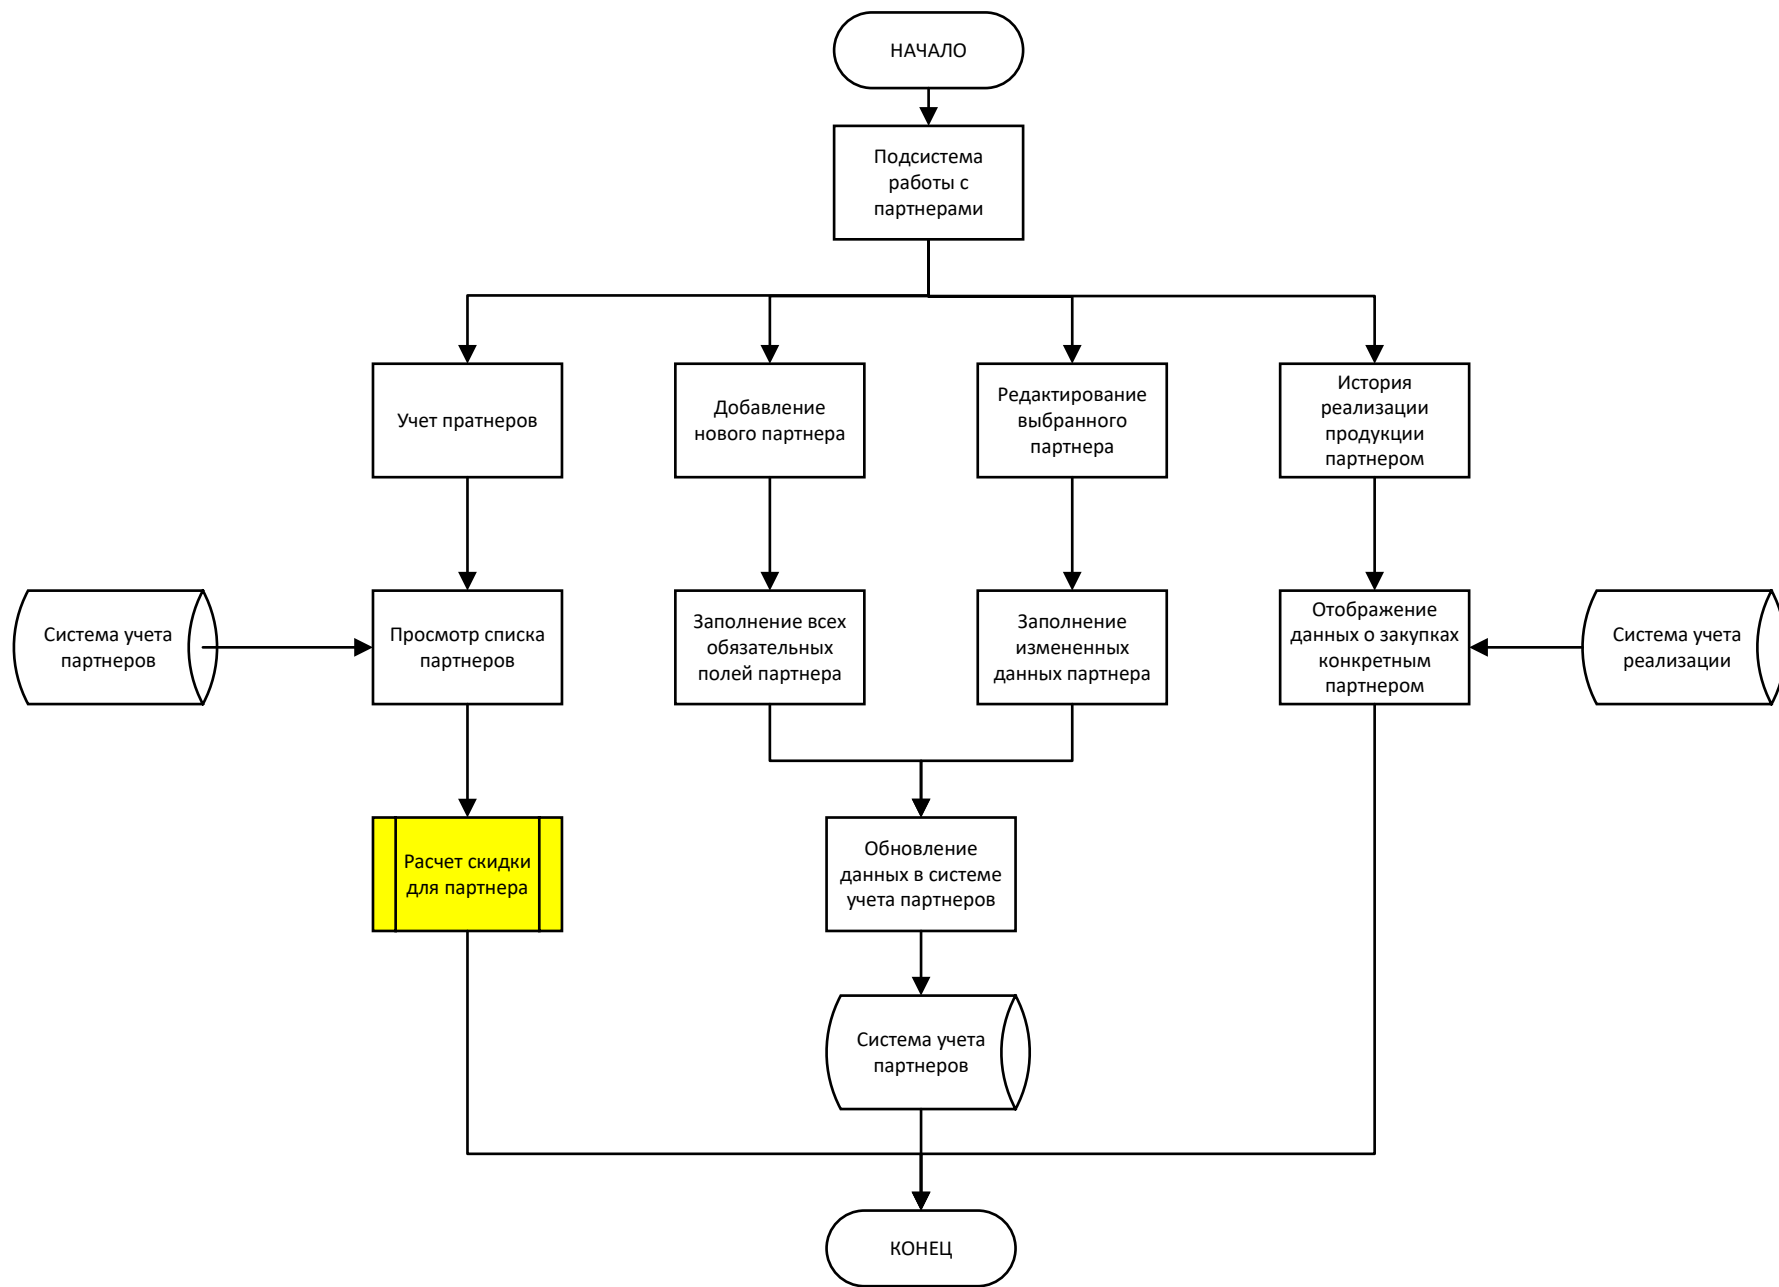 НАЧАЛО
Подсистема
работы с
партнерами
Учет пратнеров
Добавление
нового партнера
Редактирование
выбранного
партнера
История
реализации
продукции
партнером
Система учета
партнеров
Просмотр списка
партнеров
Заполнение всех
обязательных
полей партнера
Заполнение
измененных
данных партнера
Отображение
данных о закупках
конкретным
партнером
Система учета
реализации
Расчет скидки
для партнера
Обновление
данных в системе
учета партнеров
Система учета
партнеров
КОНЕЦ